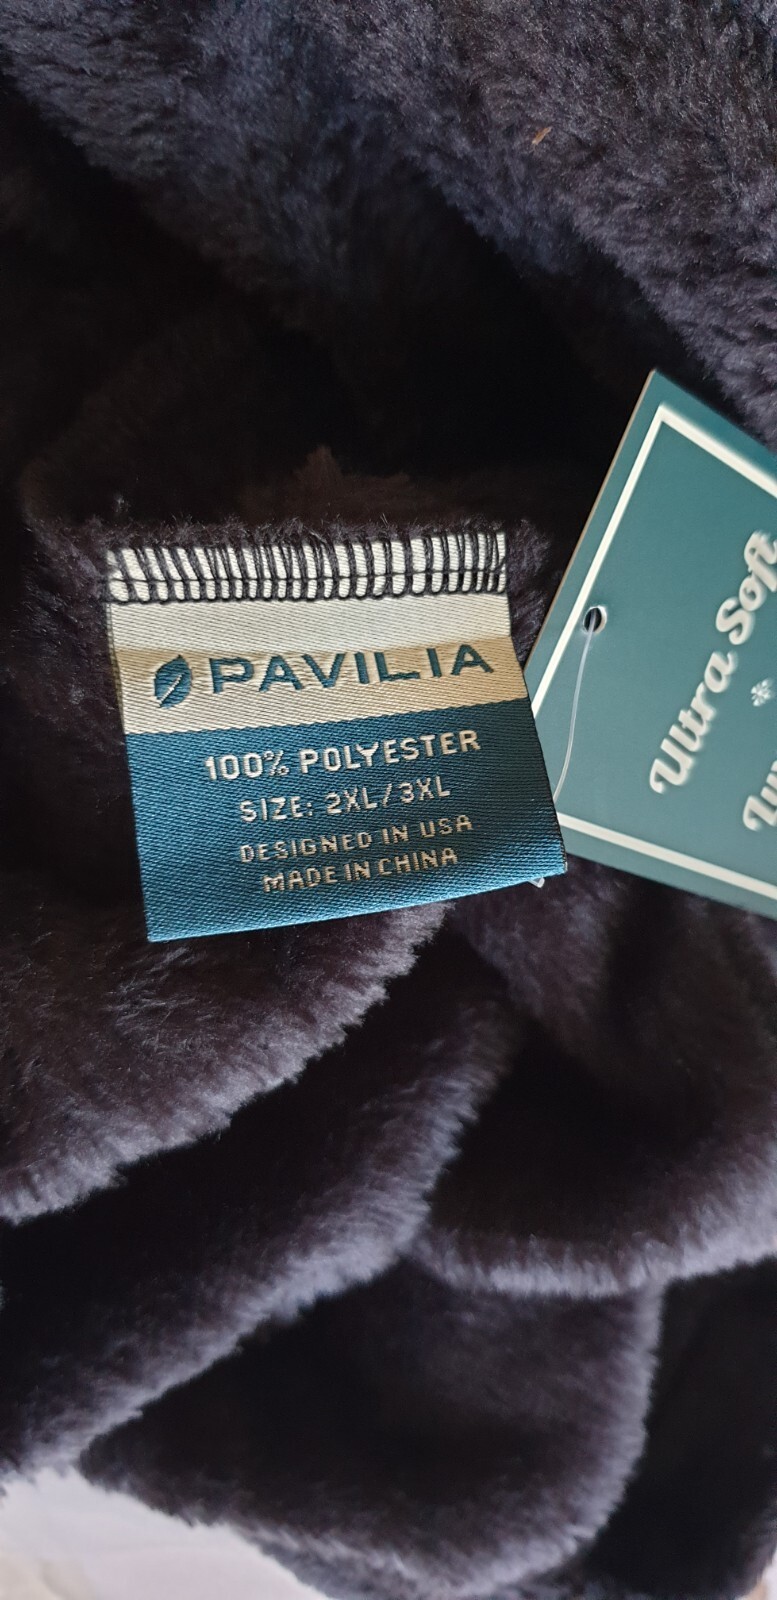 PAVILIA
100% POLYESTER
SIZE: 2XL/3XL
DESIGNED IN USA
MADE IN CHINA
Ultra Soft